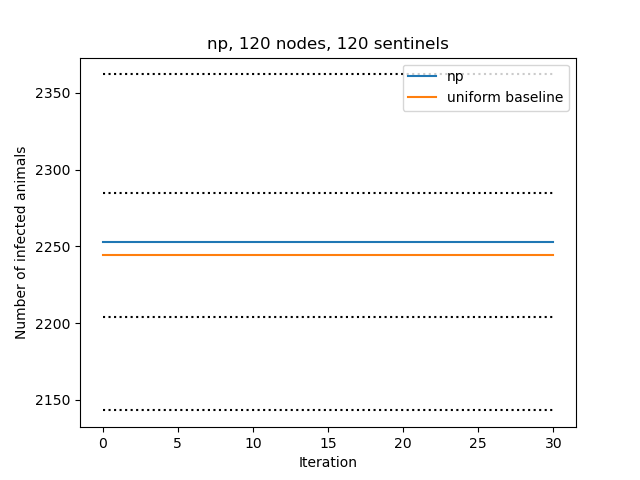 np, 120 nodes, 120 sentinels
np
uniform baseline
Number of infected animals
2350
2300
2250
2200
2150
0 5 10 15 20 25 30
Iteration